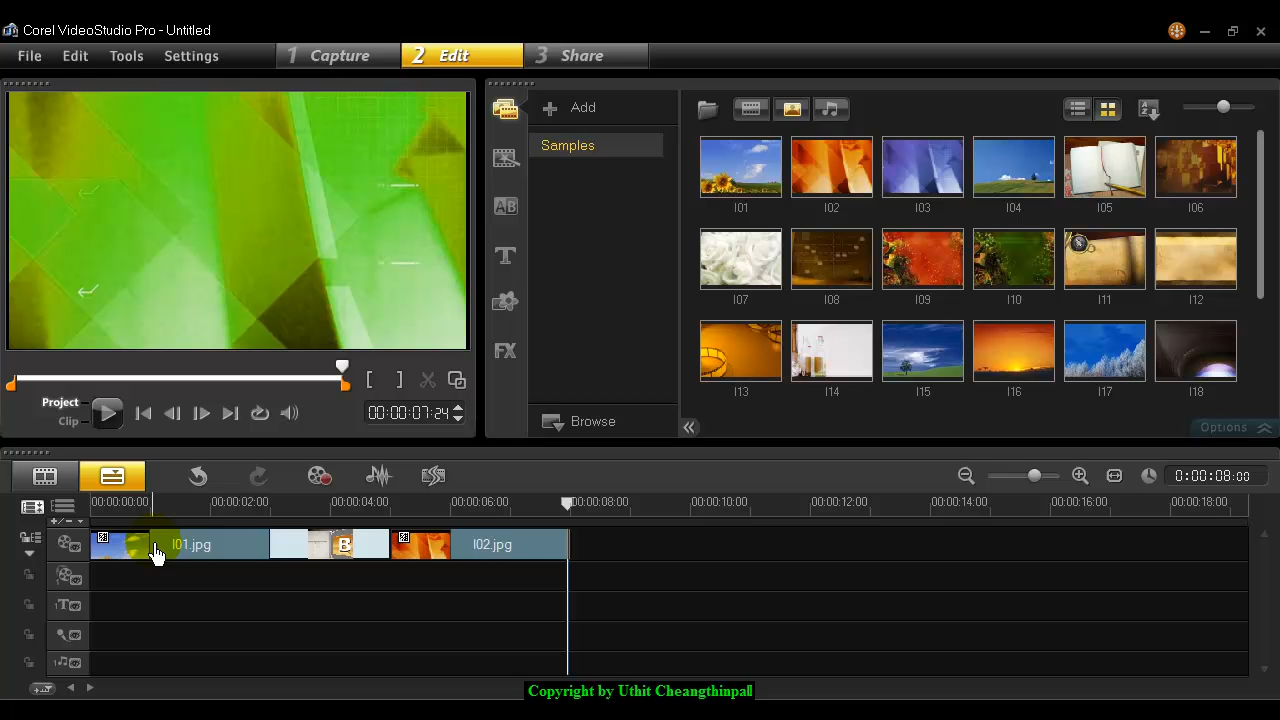 Corel VideoStudio Pro - Untitled
File Edit Tools Settings 1 Capture 2 Edit 3 Share
Add
Samples
I01 I02 I03 I04 I05 I06
I07 I08 I09 I10 I11 I12
I13 I14 I15 I16 I17 I18
Project
Clip
00:00:07:24
Browse
Options
0:00:08:00
00:00:00:00 00:00:02:00 00:00:04:00 00:00:06:00 00:00:08:00 00:00:10:00 00:00:12:00 00:00:14:00 00:00:16:00 00:00:18:00
I01.jpg B I02.jpg
AB
T
FX
1T
Copyright by Uthit Cheangthinpall